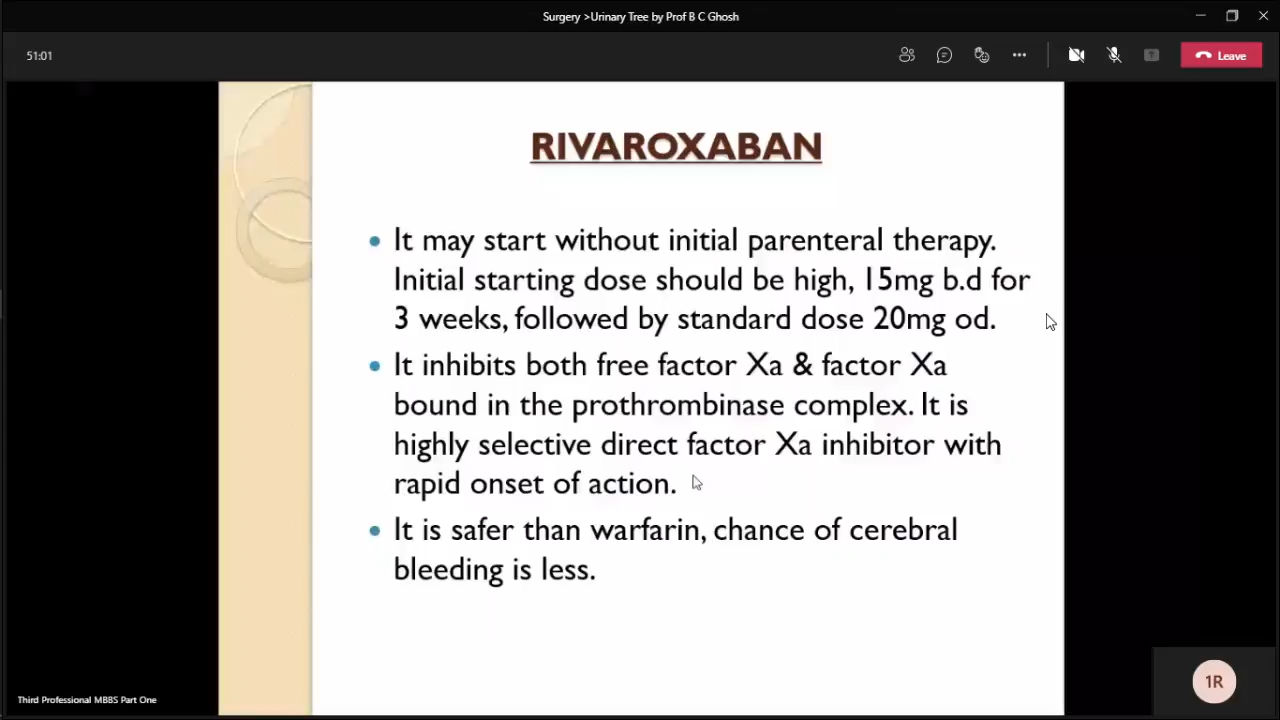 Surgery >Urinary Tree by Prof B C Ghosh
51:01
Leave
RIVAROXABAN
It may start without initial parenteral therapy.
Initial starting dose should be high, 15mg b.d for
3 weeks, followed by standard dose 20mg od.
It inhibits both free factor Xa & factor Xa
bound in the prothrombinase complex. It is
highly selective direct factor Xa inhibitor with
rapid onset of action.
It is safer than warfarin, chance of cerebral
bleeding is less.
1R
Third Professional MBBS Part One